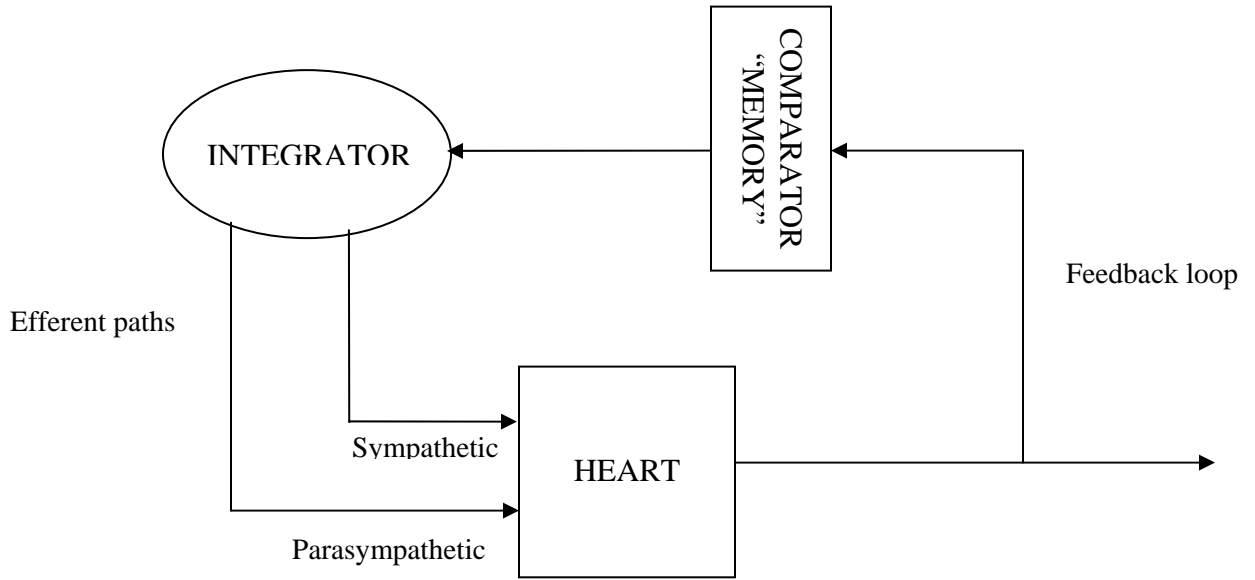 COMPARATOR
“MEMORY”
INTEGRATOR
Feedback loop
Efferent paths
Sympathetic
HEART
Parasympathetic